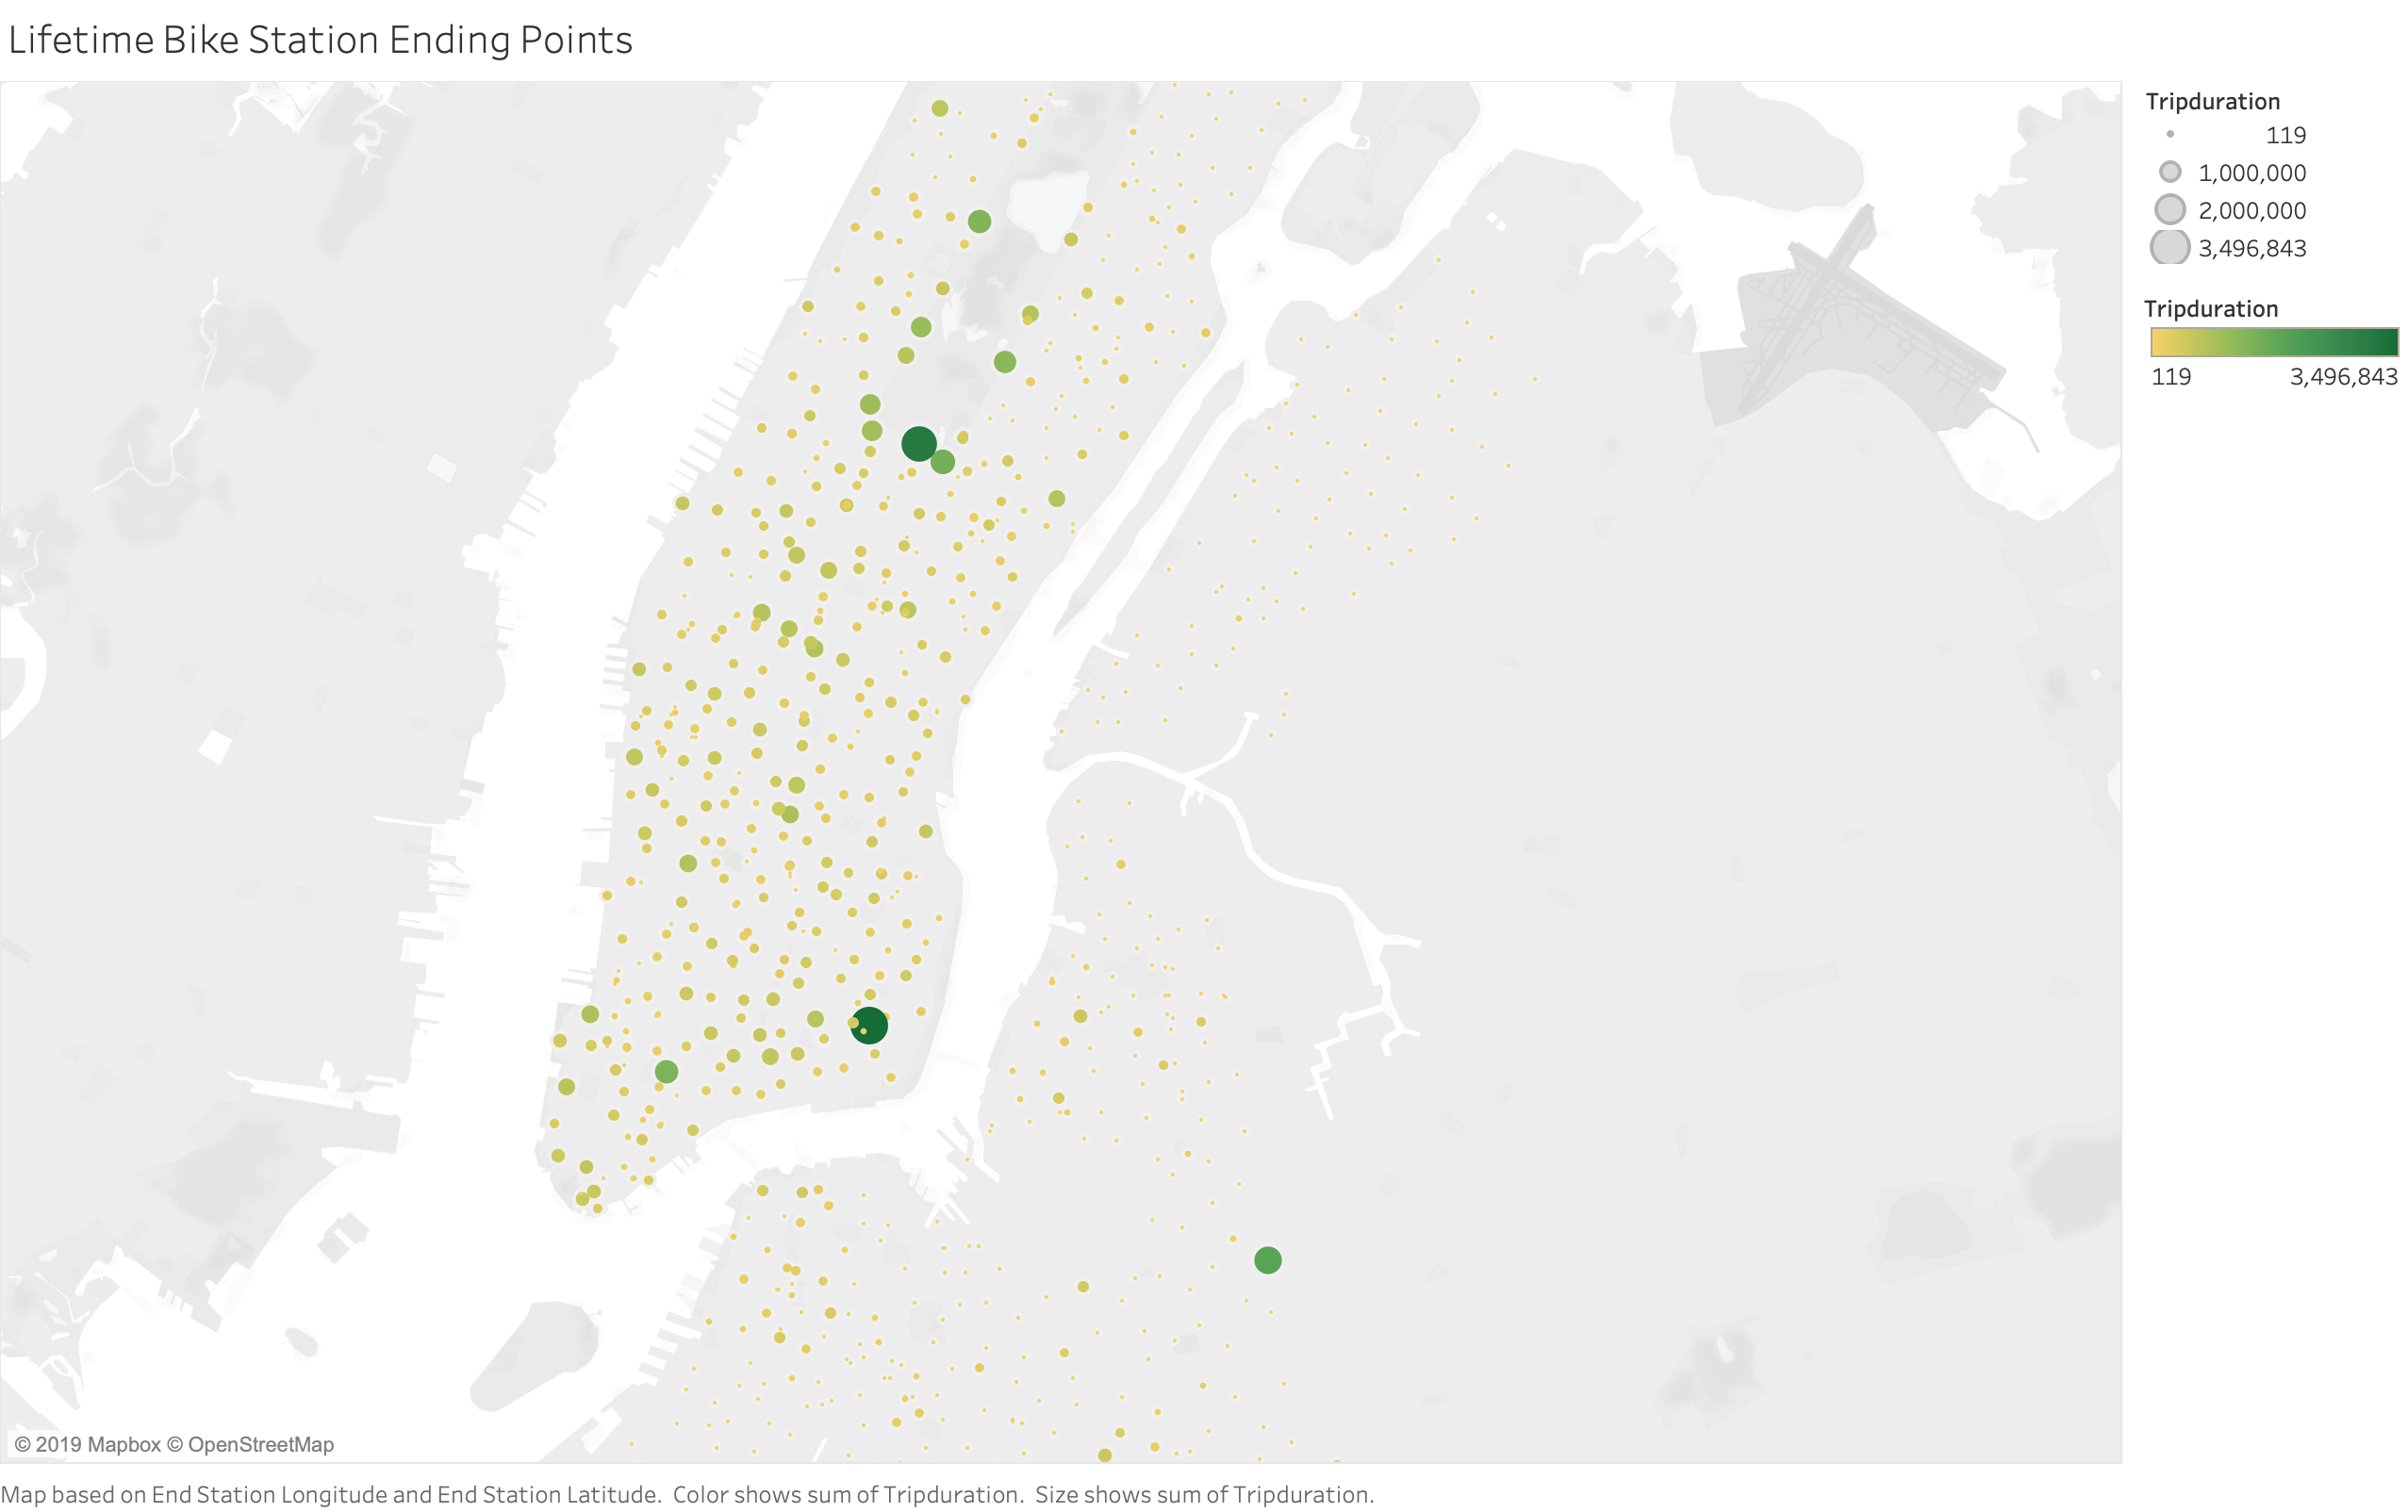 Lifetime Bike Station Ending Points
Tripduration
119
1,000,000
2,000,000
3,496,843
Tripduration
119 3,496,843
© 2019 Mapbox © OpenStreetMap
Map based on End Station Longitude and End Station Latitude. Color shows sum of Tripduration. Size shows sum of Tripduration.